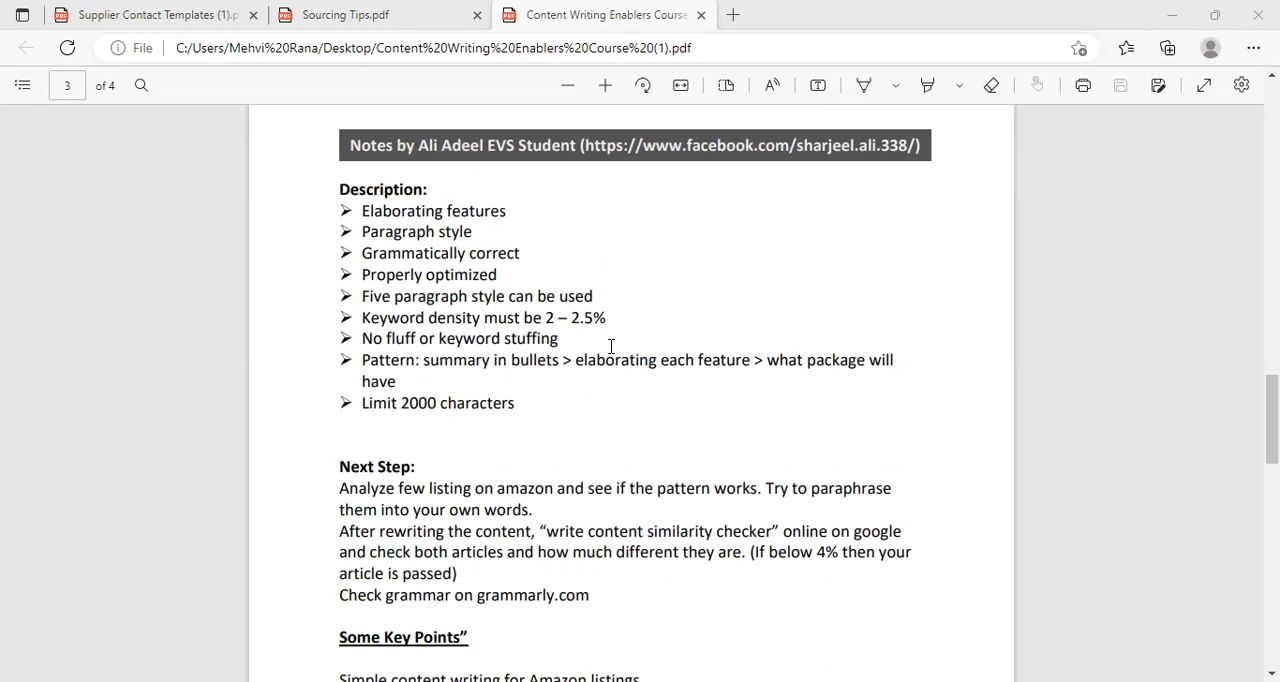 Supplier Contact Templates (1).p
Sourcing Tips.pdf
Content Writing Enablers Course
File
C:/Users/Mehvi%20Rana/Desktop/Content%20Writing%20Enablers%20Course%20(1).pdf
3 of 4
Notes by Ali Adeel EVS Student (https://www.facebook.com/sharjeel.ali.338/)
Description:
➢ Elaborating features
➢ Paragraph style
➢ Grammatically correct
➢ Properly optimized
➢ Five paragraph style can be used
➢ Keyword density must be 2 – 2.5%
➢ No fluff or keyword stuffing
➢ Pattern: summary in bullets > elaborating each feature > what package will
have
➢ Limit 2000 characters
Next Step:
Analyze few listing on amazon and see if the pattern works. Try to paraphrase
them into your own words.
After rewriting the content, “write content similarity checker” online on google
and check both articles and how much different they are. (If below 4% then your
article is passed)
Check grammar on grammarly.com
Some Key Points”
Simple content writing for Amazon listings